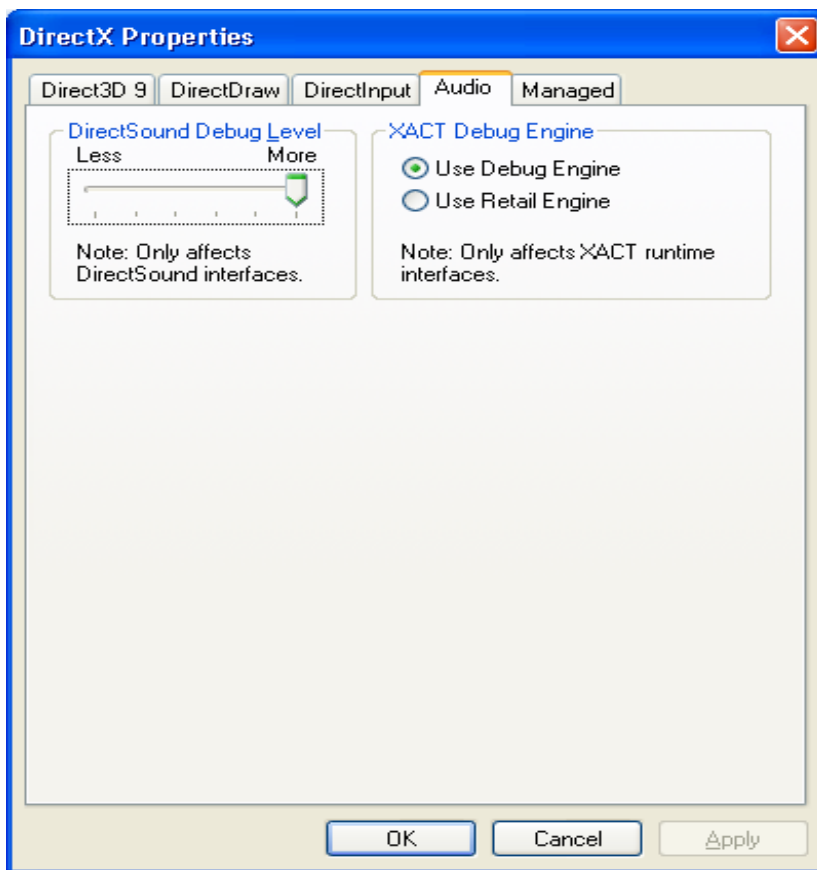 DirectX Properties
Direct3D 9 DirectDraw DirectInput Audio Managed
DirectSound Debug Level
Less More
Note: Only affects
DirectSound interfaces.
XACT Debug Engine
Use Debug Engine
Use Retail Engine
Note: Only affects XACT runtime
interfaces.
OK Cancel Apply